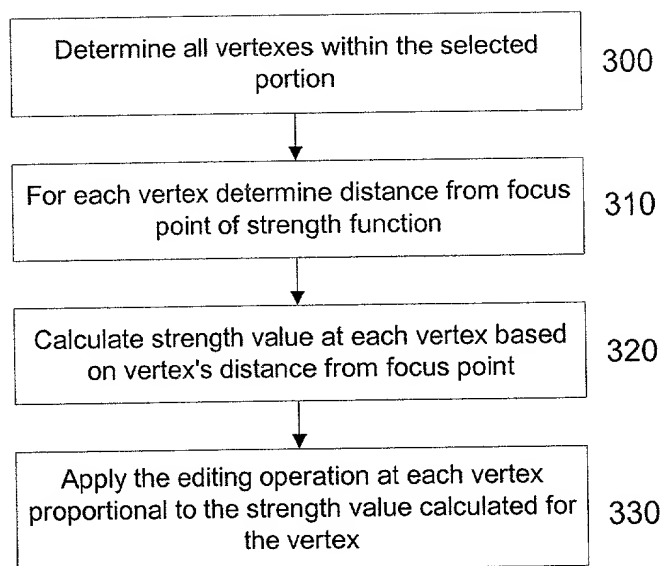 Determine all vertexes within the selected
portion
300
For each vertex determine distance from focus
point of strength function
310
Calculate strength value at each vertex based
on vertex's distance from focus point
320
Apply the editing operation at each vertex
proportional to the strength value calculated for
the vertex
330